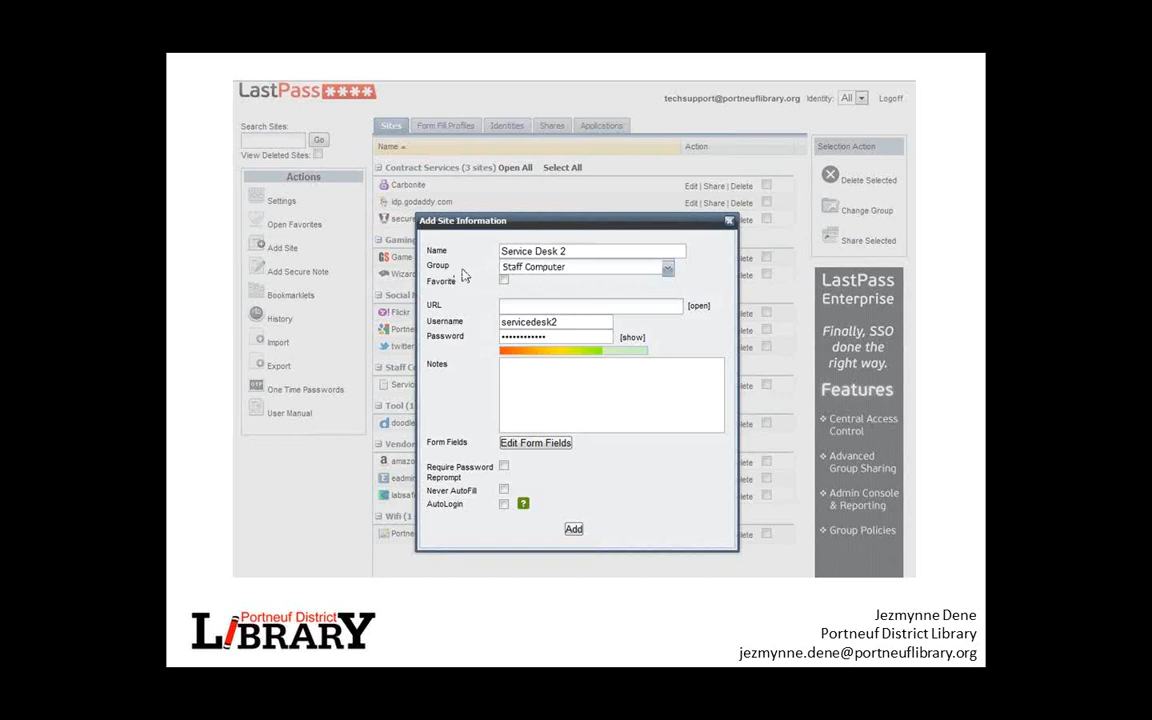 LastPass ****
techsupport@portneuflibrary.org Identity: All Logoff
Search Sites:
Go
View Deleted Sites:
Actions
Settings
Open Favorites
Add Site
Add Secure Note
Bookmarklets
History
Import
Export
One Time Passwords
User Manual
Sites Form Fill Profiles Identities Shares Applications
Name Action
Contract Services (3 sites) Open All Select All
Carbonite Edit | Share | Delete
idp.godaddy.com Edit | Share | Delete
Add Site Information
Name Service Desk 2
Group Staff Computer
Favorite
URL [open]
Username servicedesk2
Password •••••••••••• [show]
Notes
Form Fields Edit Form Fields
Require Password
Reprompt
Never AutoFill
AutoLogin ?
Add
Selection Action
Delete Selected
Change Group
Share Selected
LastPass
Enterprise
Finally, SSO
done the
right way.
Features
Central Access
Control
Advanced
Group Sharing
Admin Console
& Reporting
Group Policies
Portneuf District
LIBRARY
Jezmynne Dene
Portneuf District Library
jezmynne.dene@portneuflibrary.org